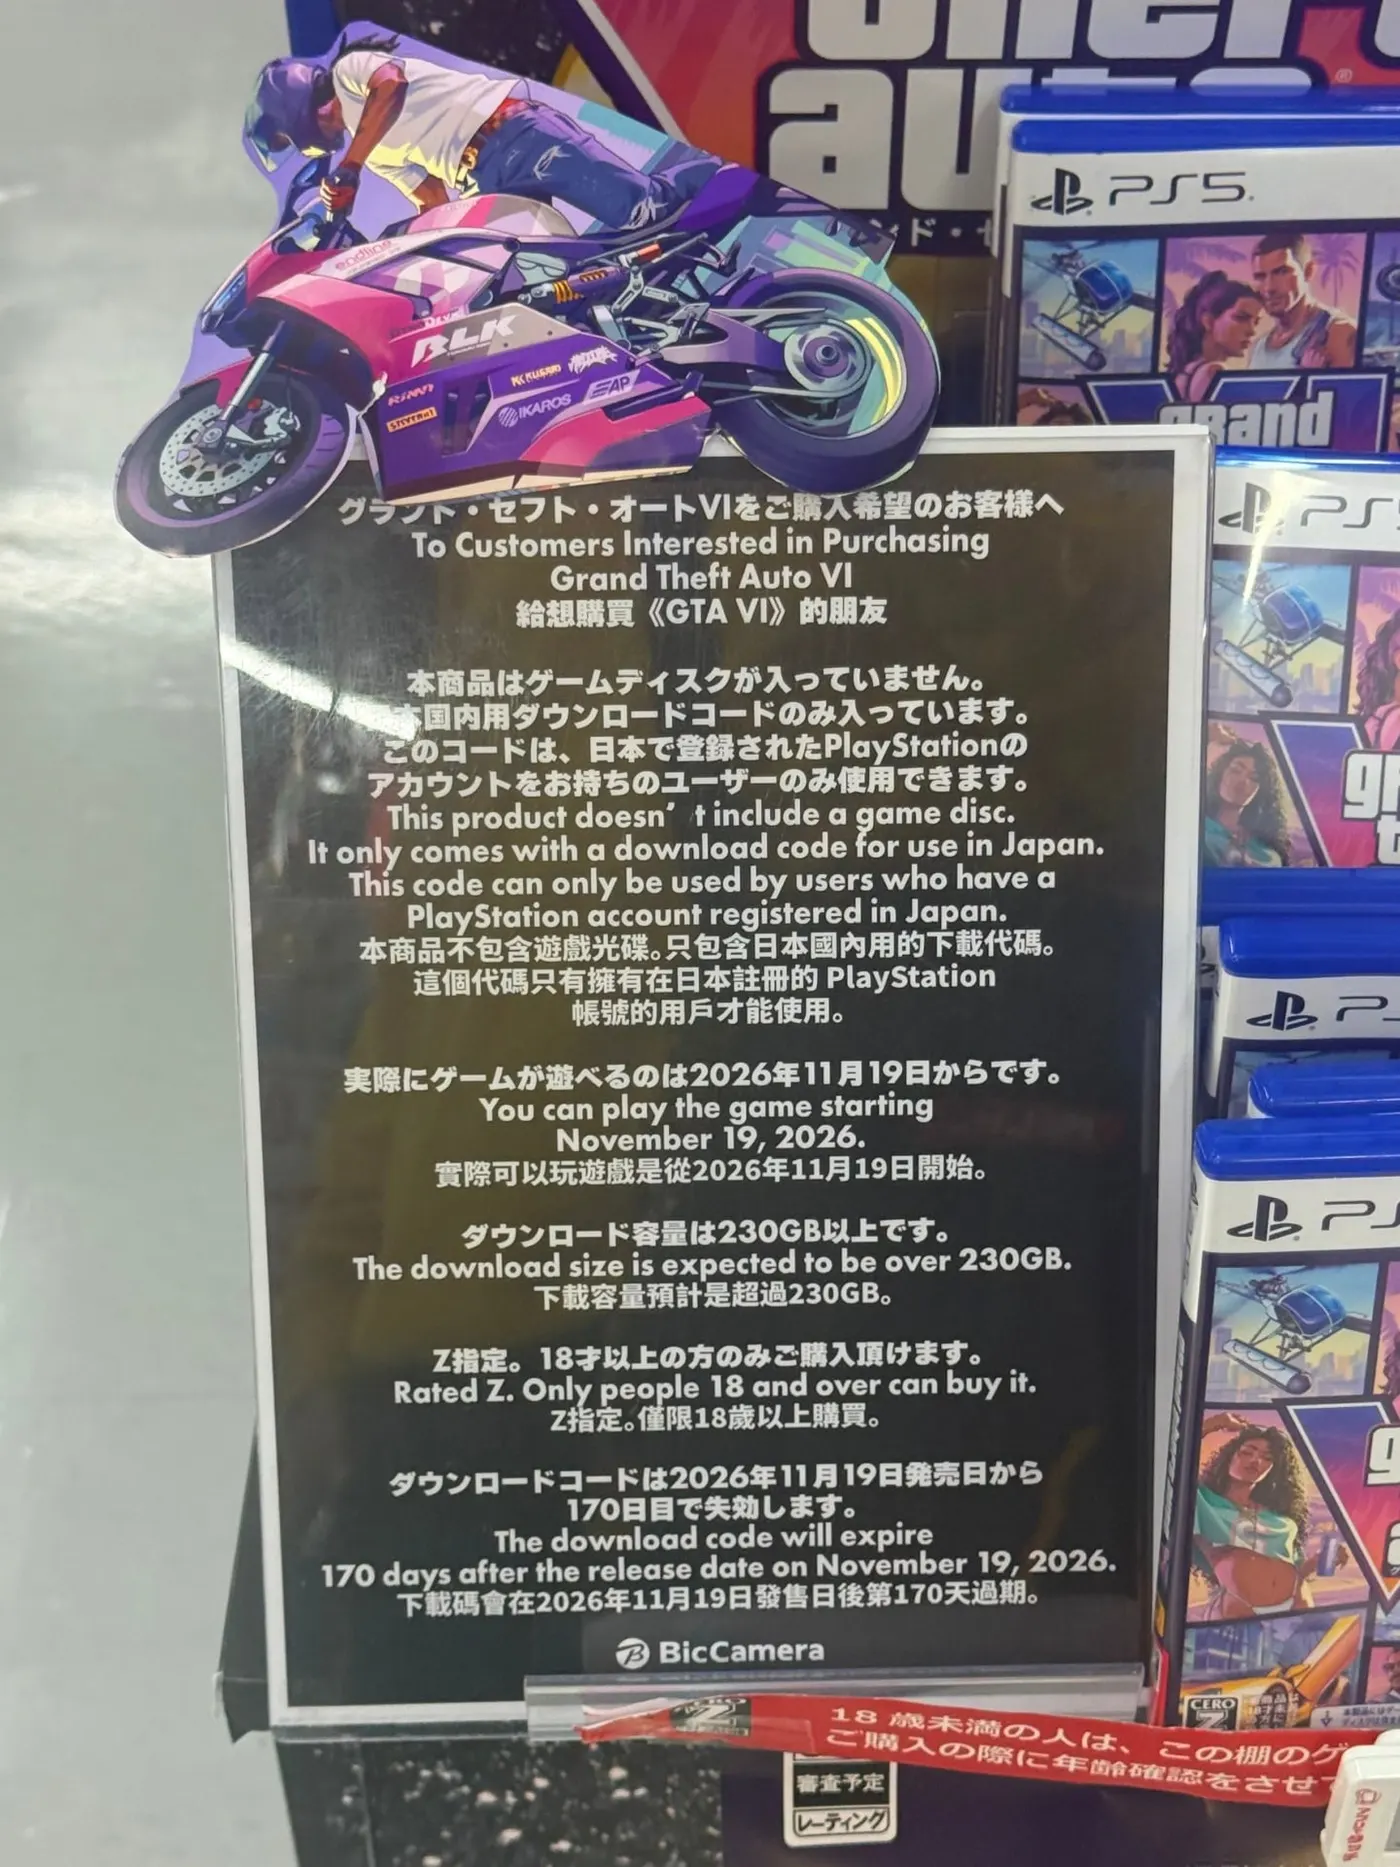 auto
ンド・セ
PS5
grand
BLK
KUSARI
IKAROS
SAP
グランド・セフト・オートVIをご購入希望のお客様へ
To Customers Interested in Purchasing
Grand Theft Auto VI
給想購買《GTA VI》的朋友
本商品はゲームディスクが入っていません。
本国内用ダウンロードコードのみ入っています。
このコードは、日本で登録されたPlayStationの
アカウントをお持ちのユーザーのみ使用できます。
This product doesn’t include a game disc.
It only comes with a download code for use in Japan.
This code can only be used by users who have a
PlayStation account registered in Japan.
本商品不包含遊戲光碟。只包含日本國內用的下載代碼。
這個代碼只有擁有在日本註冊的 PlayStation
帳號的用戶才能使用。
実際にゲームが遊べるのは2026年11月19日からです。
You can play the game starting
November 19, 2026.
實際可以玩遊戲是從2026年11月19日開始。
ダウンロード容量は230GB以上です。
The download size is expected to be over 230GB.
下載容量預計是超過230GB。
Z指定。18才以上の方のみご購入頂けます。
Rated Z. Only people 18 and over can buy it.
Z指定。僅限18歲以上購買。
ダウンロードコードは2026年11月19日発売日から
170日目で失効します。
The download code will expire
170 days after the release date on November 19, 2026.
下載碼會在2026年11月19日發售日後第170天過期。
BicCamera
CERO
Z
18 歳未満の人は、この棚のゲ
ご購入の際に年齢確認をさせて
審査予定
レーティング